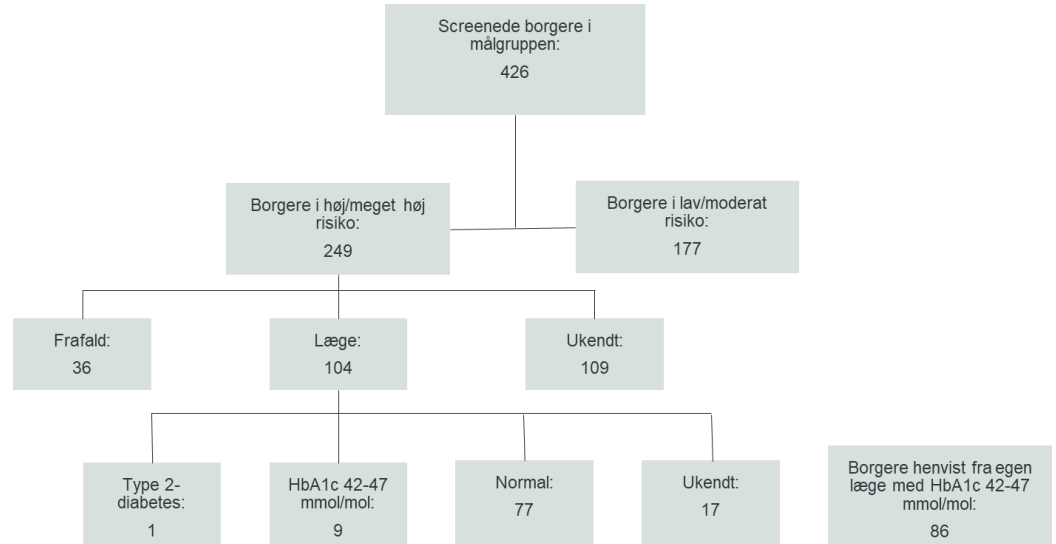 Screenede borgere i
målgruppen:
426
Borgere i høj/meget høj
risiko:
249
Borgere i lav/moderat
risiko:
177
Frafald:
36
Læge:
104
Ukendt:
109
Type 2-
diabetes:
1
HbA1c 42-47
mmol/mol:
9
Normal:
77
Ukendt:
17
Borgere henvist fra egen
læge med HbA1c 42-47
mmol/mol:
86